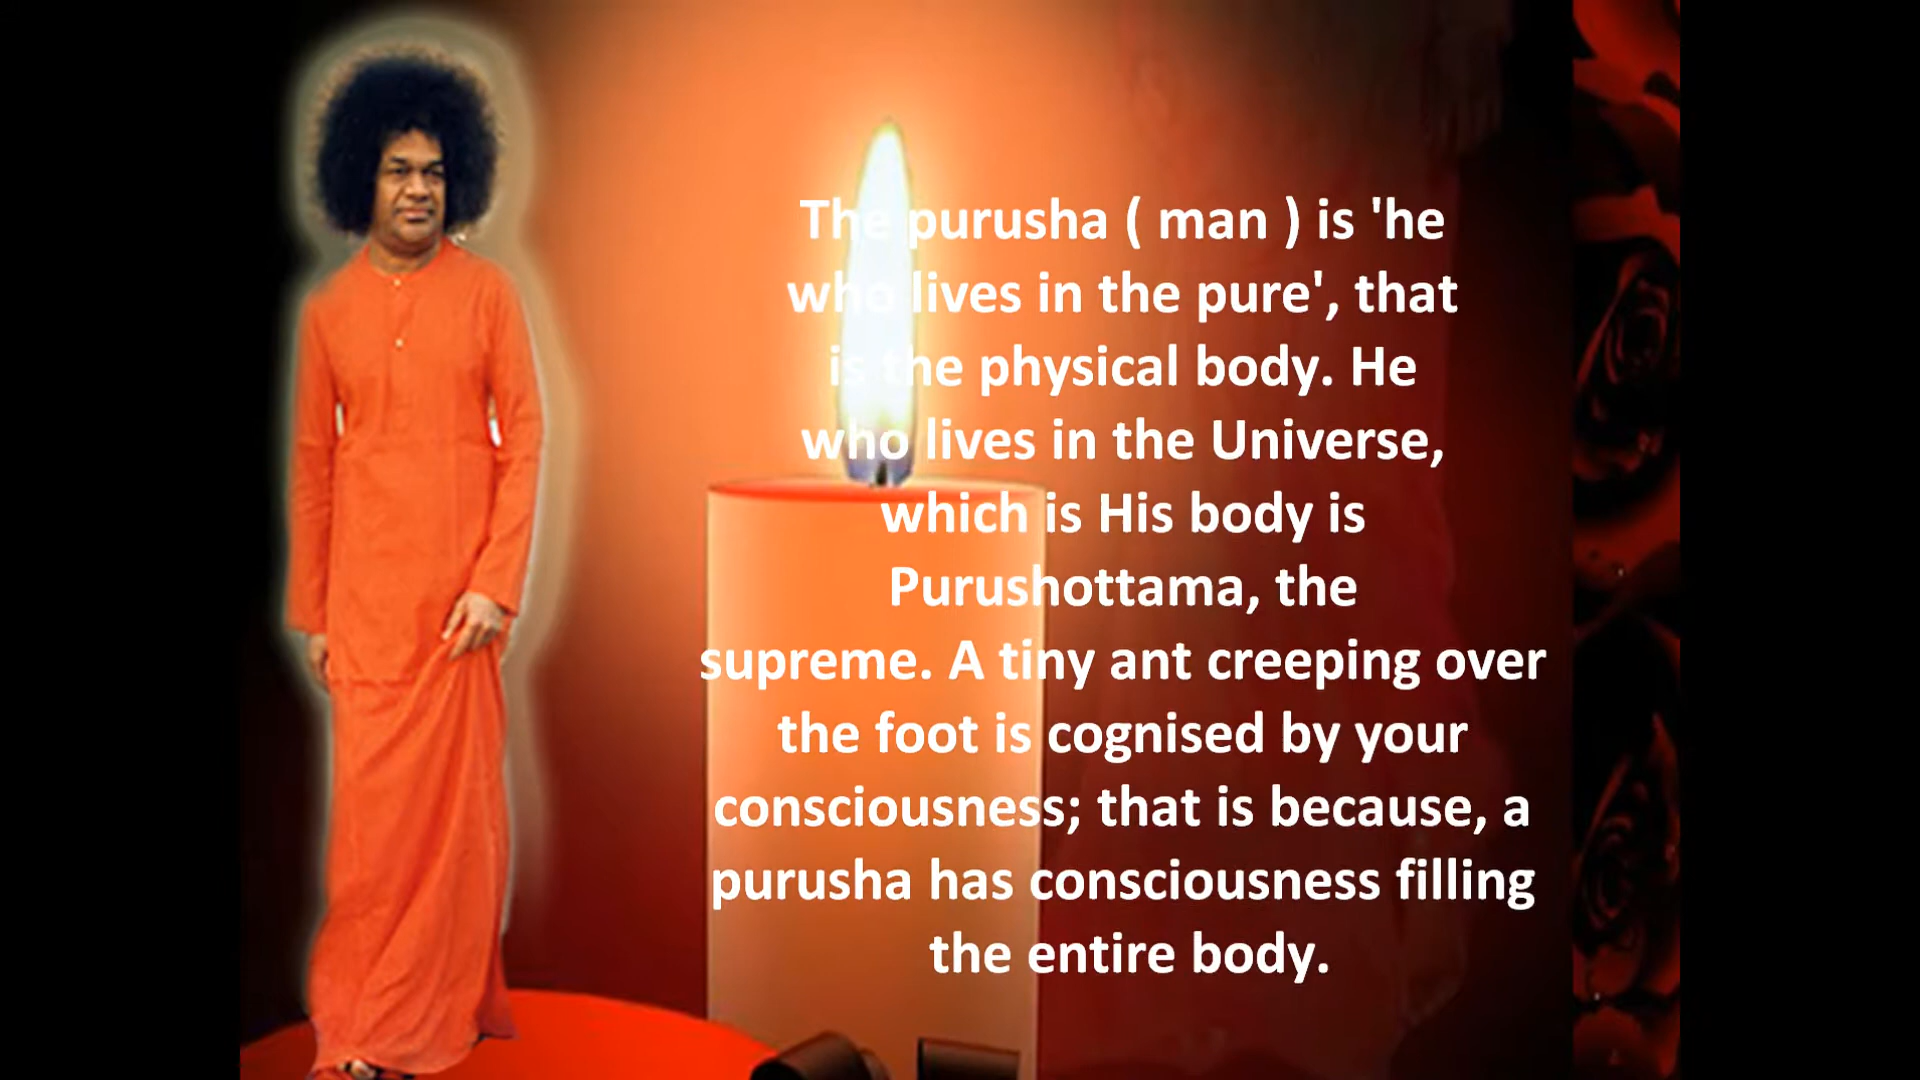 The purusha ( man ) is 'he
who lives in the pure', that
is the physical body. He
who lives in the Universe,
which is His body is
Purushottama, the
supreme. A tiny ant creeping over
the foot is cognised by your
consciousness; that is because, a
purusha has consciousness filling
the entire body.